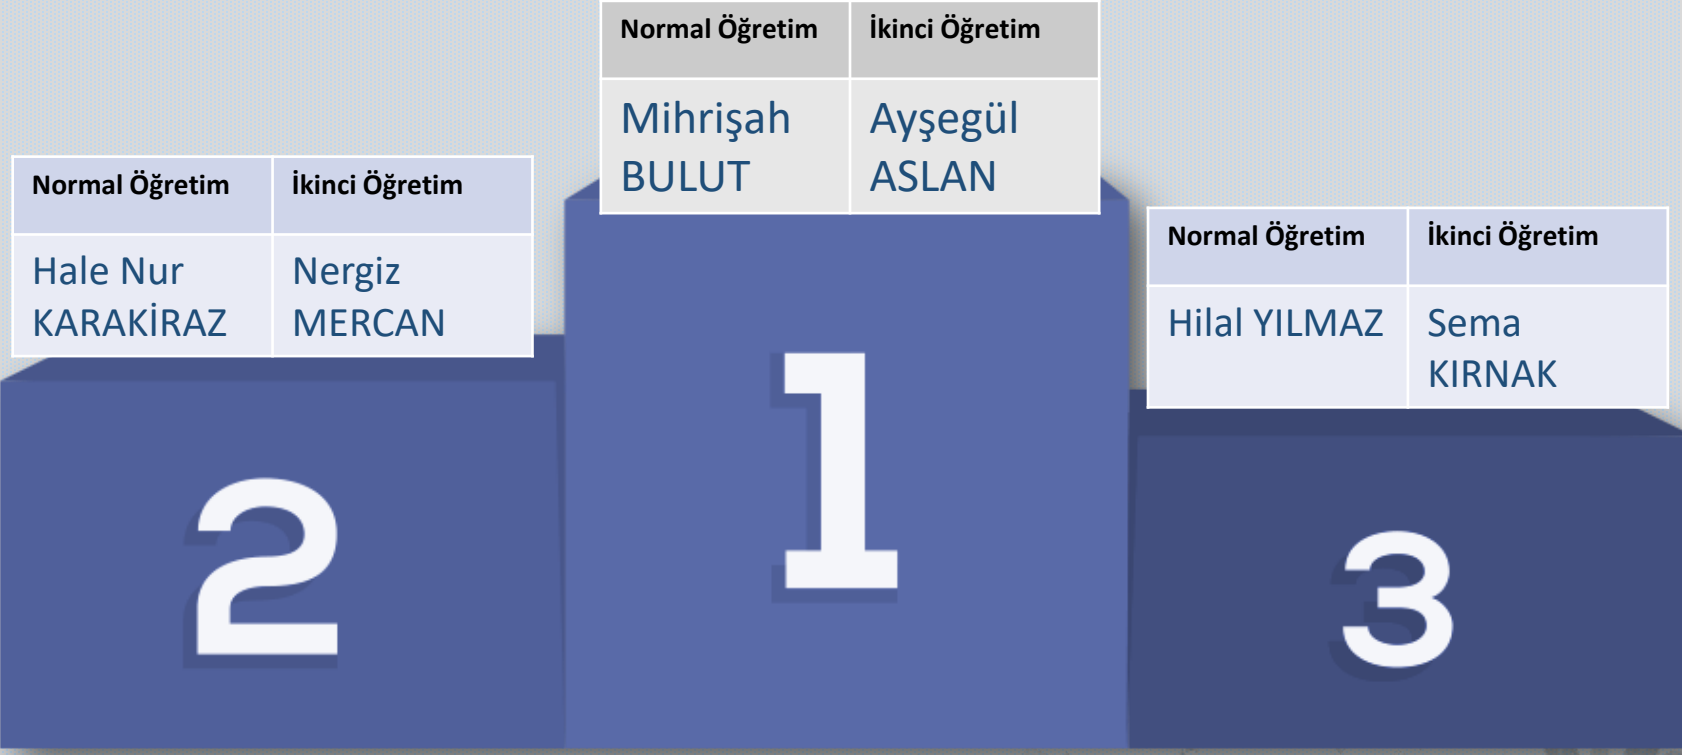 Normal Öğretim İkinci Öğretim
Mihrişah Ayşegül
BULUT ASLAN
Normal Öğretim İkinci Öğretim
Hale Nur Nergiz
KARAKİRAZ MERCAN
Normal Öğretim İkinci Öğretim
Hilal YILMAZ Sema
KIRNAK
1
2
3